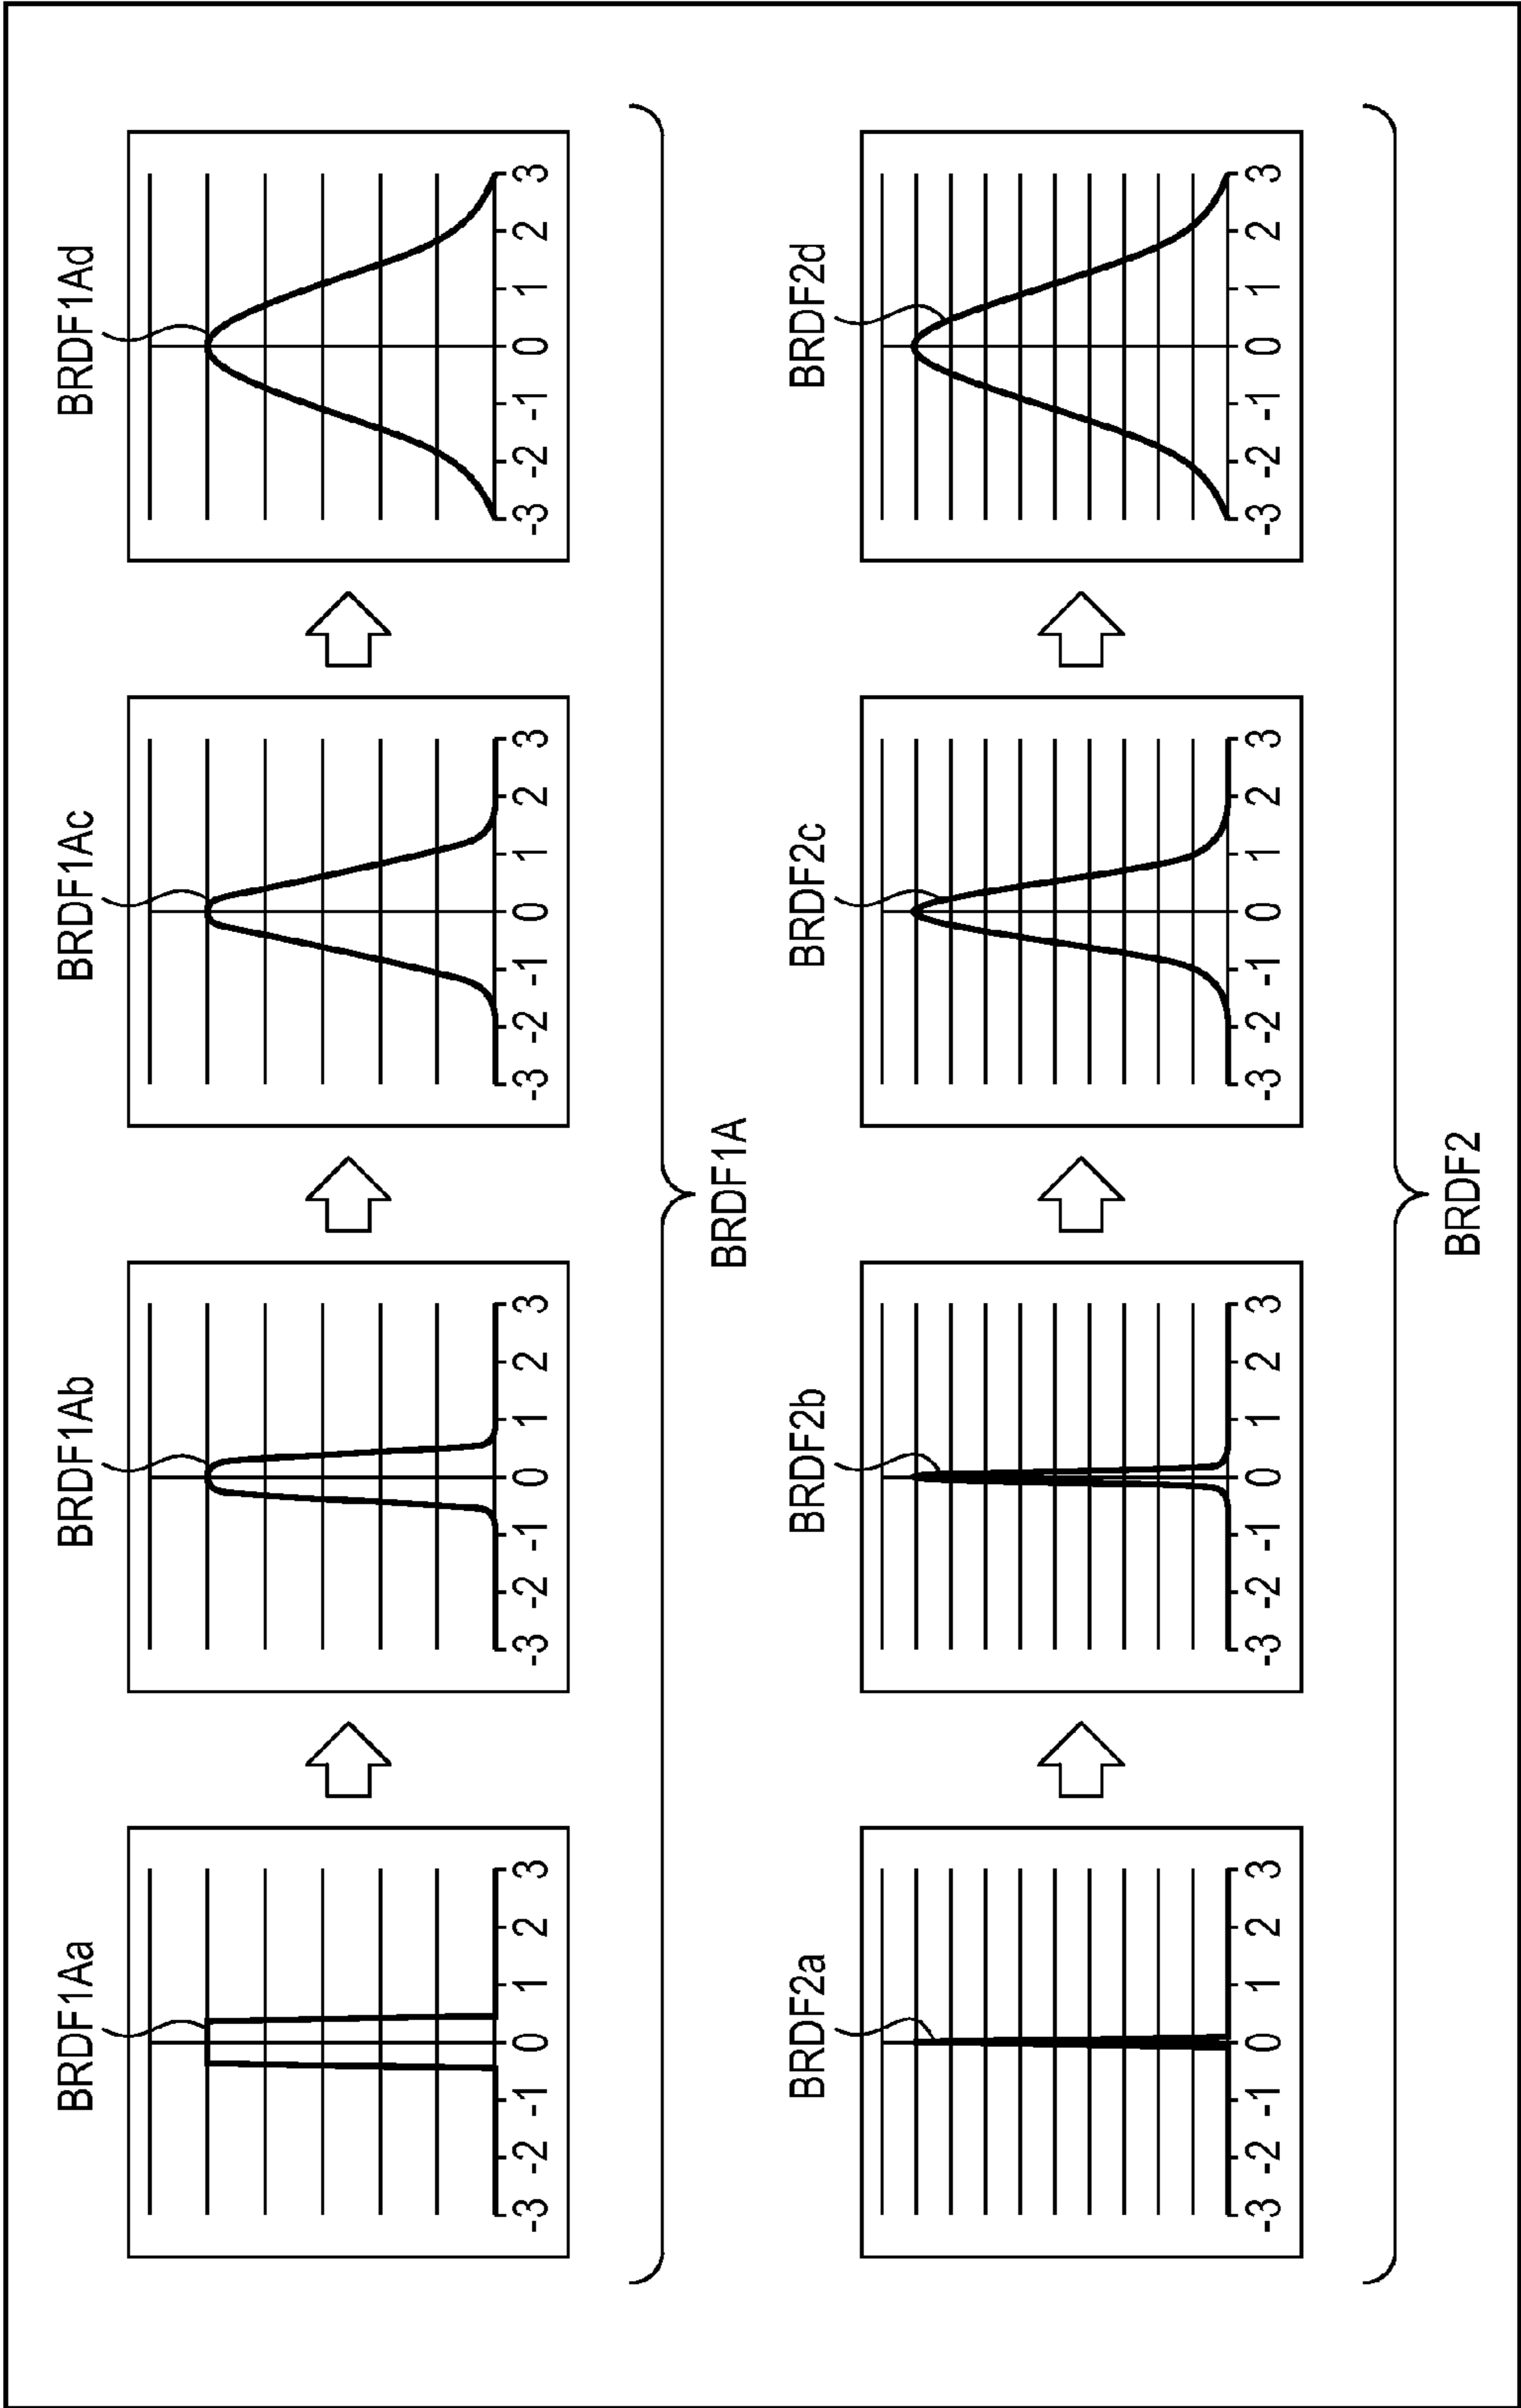 BRDF1Aa BRDF1Ab BRDF1Ac BRDF1Ad
-3 -2 -1 0 1 2 3 -3 -2 -1 0 1 2 3 -3 -2 -1 0 1 2 3 -3 -2 -1 0 1 2 3
BRDF1A
BRDF2a BRDF2b BRDF2c BRDF2d
-3 -2 -1 0 1 2 3 -3 -2 -1 0 1 2 3 -3 -2 -1 0 1 2 3 -3 -2 -1 0 1 2 3
BRDF2